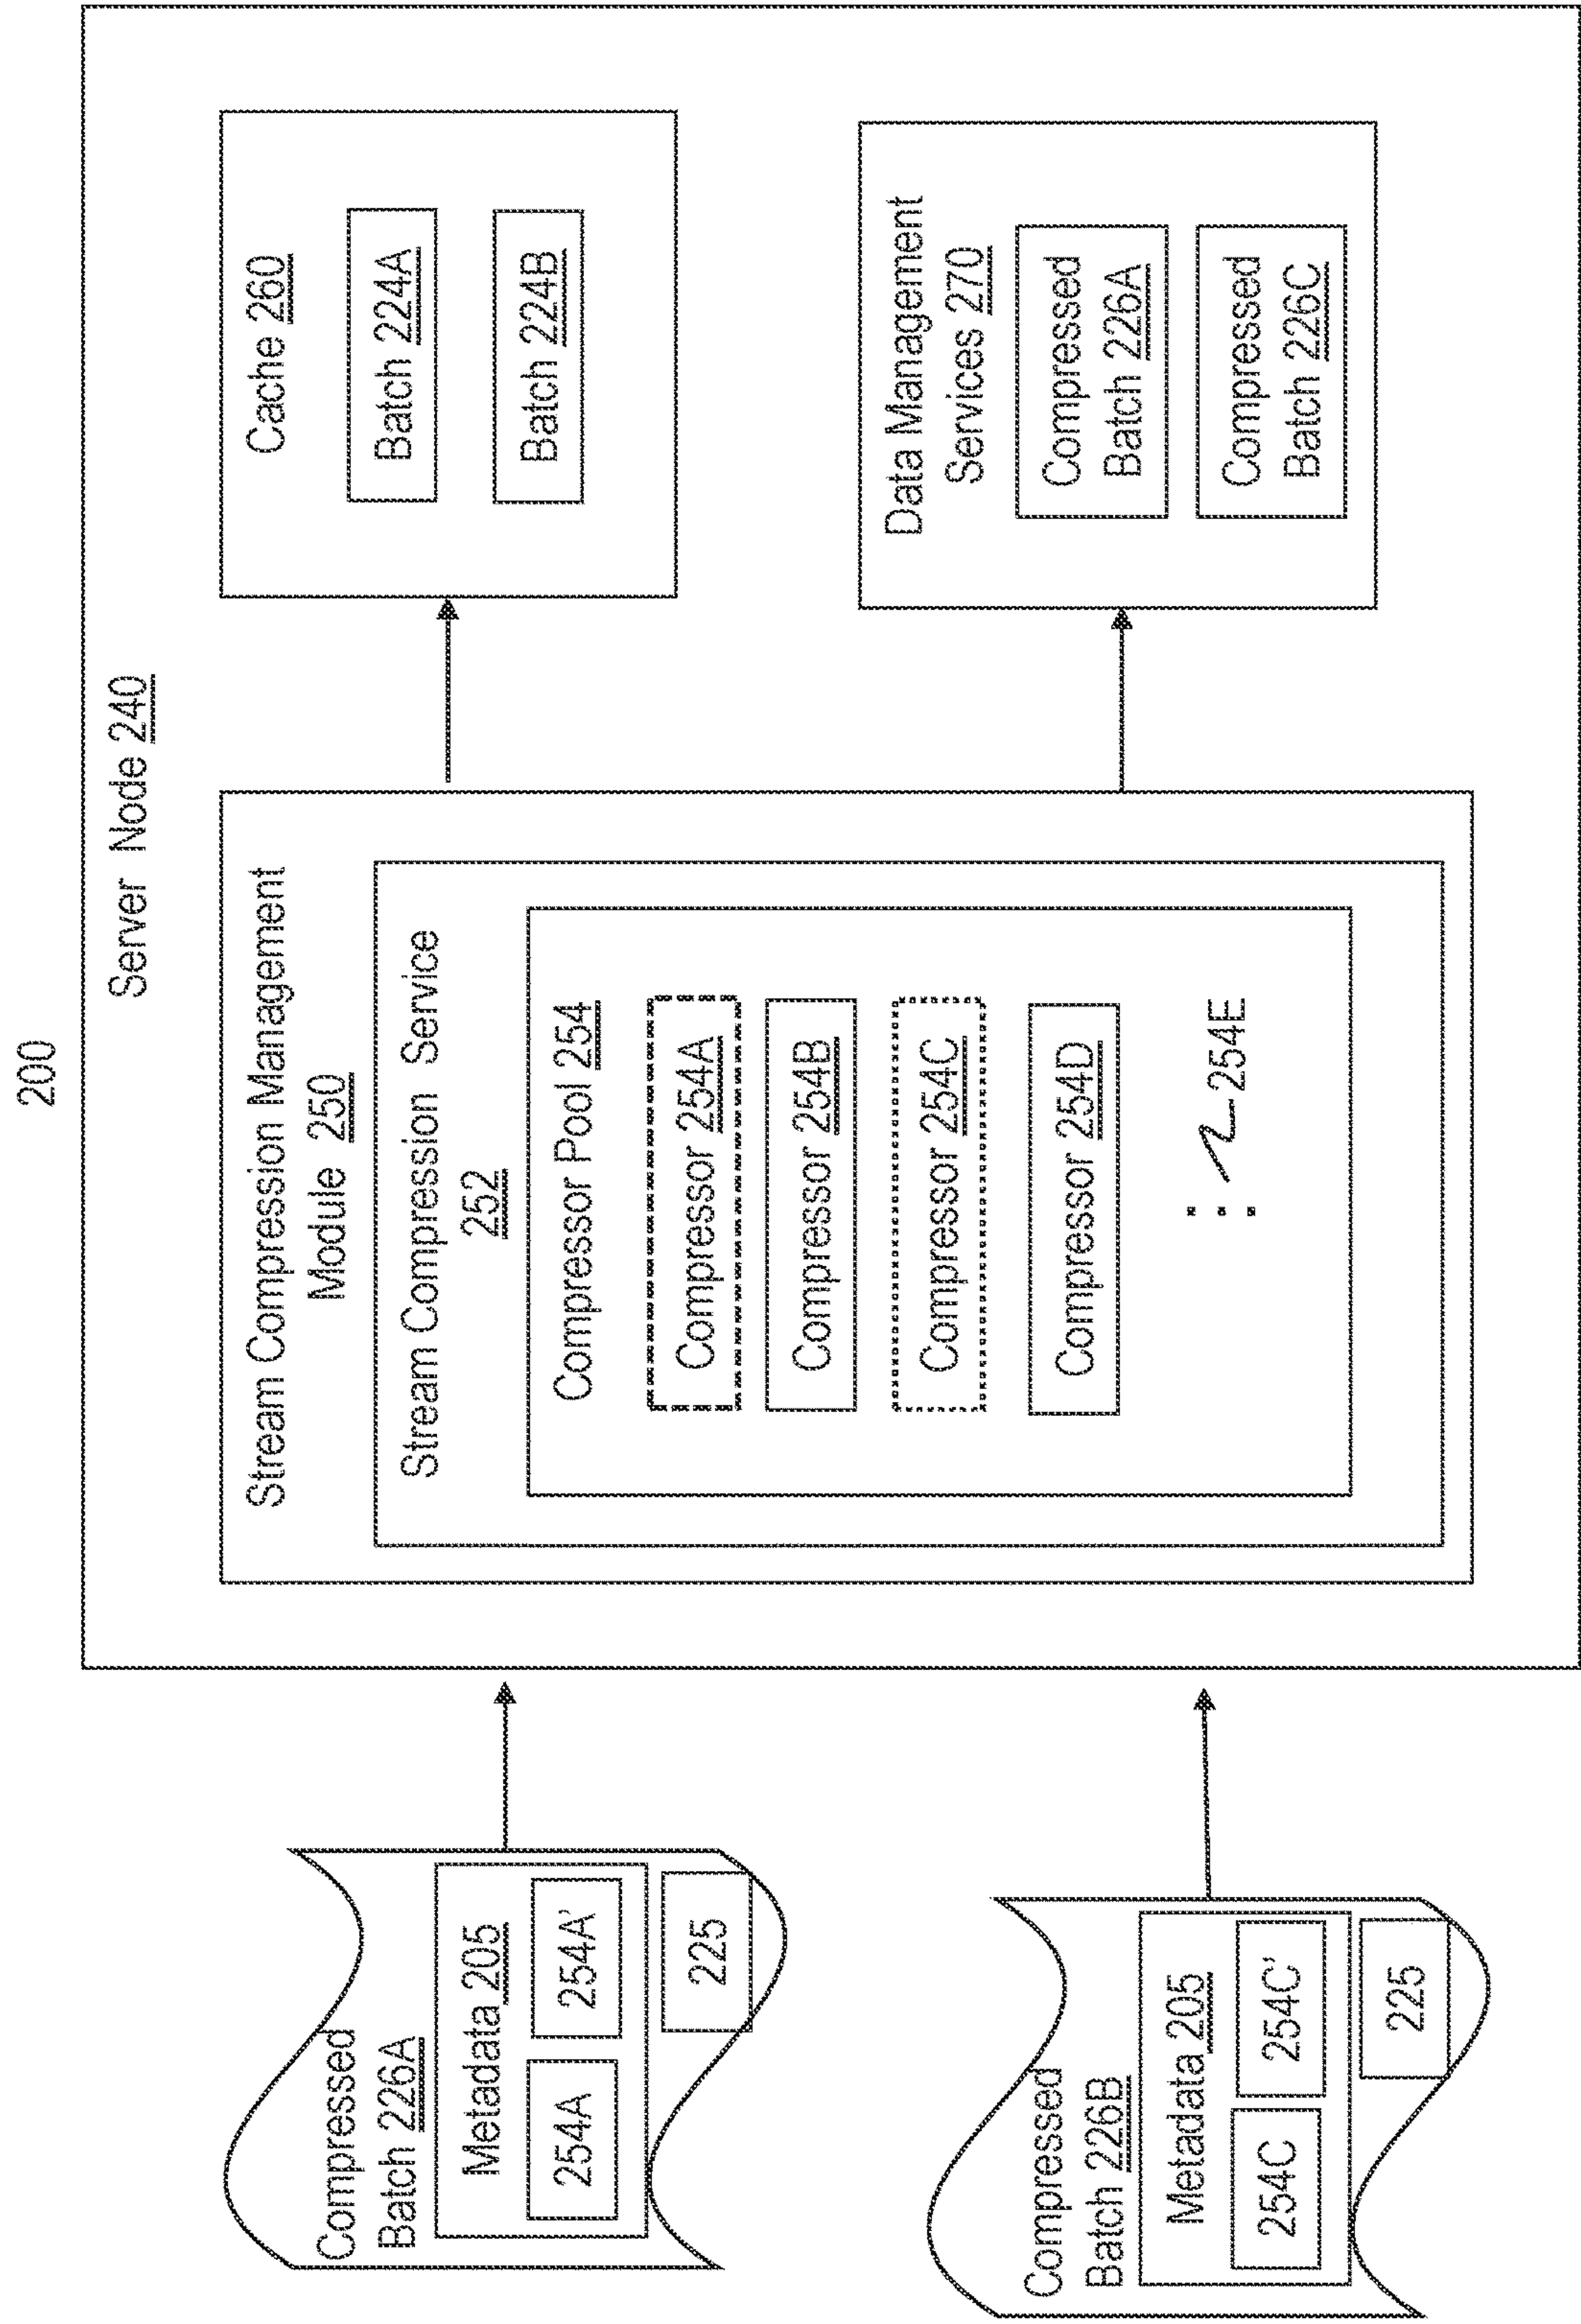 200
Server Node 240
Stream Compression Management
Module 250
Stream Compression Service
252
Compressor Pool 254
Compressor 254A
Compressor 254B
Compressor 254C
Compressor 254D
254E
Cache 260
Batch 224A
Batch 224B
Data Management
Services 270
Compressed
Batch 226A
Compressed
Batch 226C
Compressed
Batch 226A
Metadata 205
254A
254A'
225
Compressed
Batch 226B
Metadata 205
254C
254C'
225